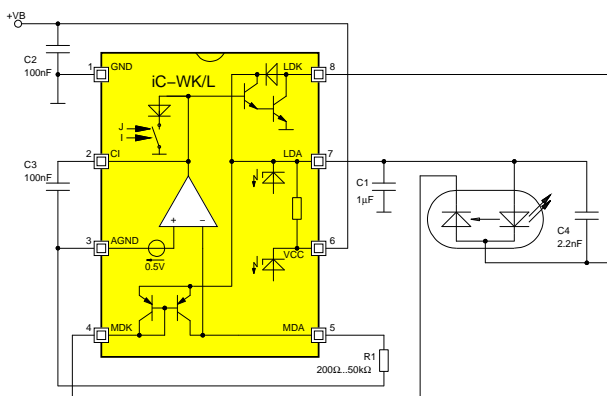 +VB
C2
100nF
1
GND
iC−WK/L
LDK
8
J
I
C3
100nF
2
CI
LDA
7
C1
1µF
C4
2.2nF
+
−
3
AGND
0.5V
VCC
6
4
MDK
MDA
5
R1
200Ω...50kΩ